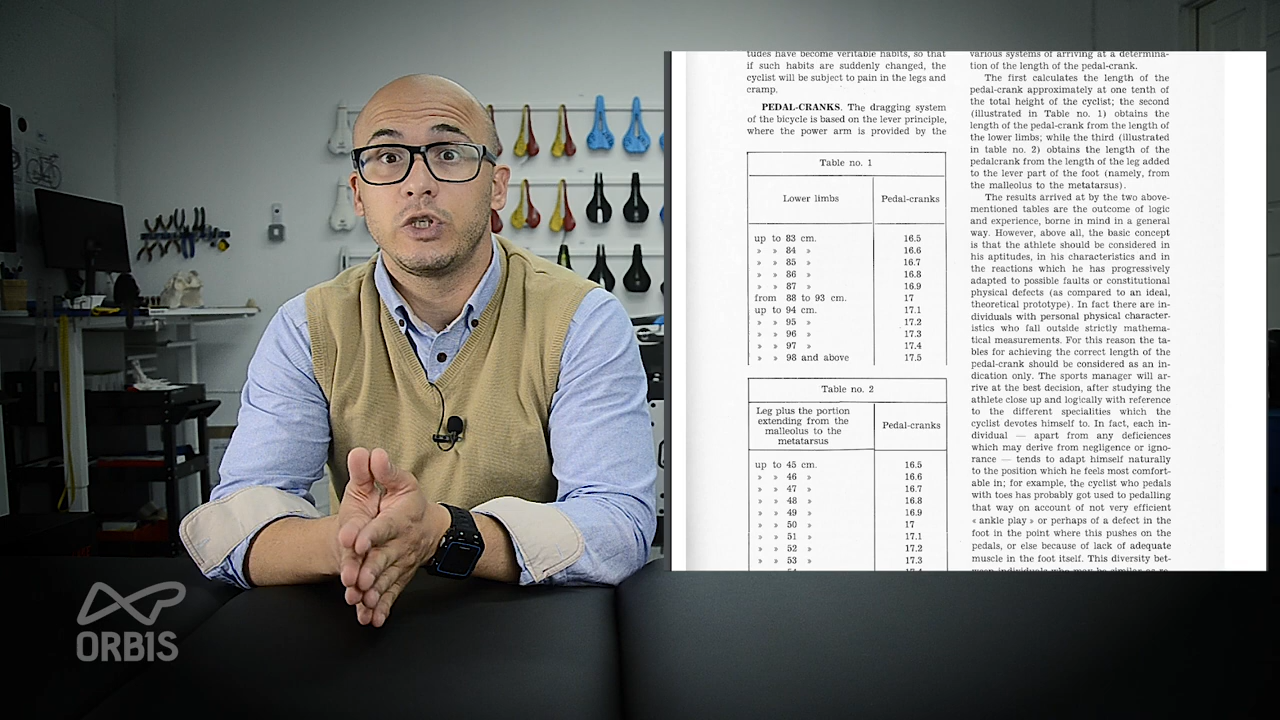 tudes have become veritable habits, so that
if such habits are suddenly changed, the
cyclist will be subject to pain in the legs and
cramp.
PEDAL-CRANKS. The dragging system
of the bicycle is based on the lever principle,
where the power arm is provided by the
Table no. 1
Lower limbs Pedal-cranks
up to 83 cm. 16.5
» » 84 » 16.6
» » 85 » 16.7
» » 86 » 16.8
» » 87 » 16.9
from 88 to 93 cm. 17
up to 94 cm. 17.1
» » 95 » 17.2
» » 96 » 17.3
» » 97 » 17.4
» » 98 and above 17.5
Table no. 2
Leg plus the portion
extending from the
malleolus to the
metatarsus
Pedal-cranks
up to 45 cm. 16.5
» » 46 » 16.6
» » 47 » 16.7
» » 48 » 16.8
» » 49 » 16.9
» » 50 » 17
» » 51 » 17.1
» » 52 » 17.2
» » 53 » 17.3
various systems of arriving at a determina-
tion of the length of the pedal-crank.
The first calculates the length of the
pedal-crank approximately at one tenth of
the total height of the cyclist; the second
(illustrated in Table no. 1) obtains the
length of the pedal-crank from the length of
the lower limbs; while the third (illustrated
in table no. 2) obtains the length of the
pedalcrank from the length of the leg added
to the lever part of the foot (namely, from
the malleolus to the metatarsus).
The results arrived at by the two above-
mentioned tables are the outcome of logic
and experience, borne in mind in a general
way. However, above all, the basic concept
is that the athlete should be considered in
his aptitudes, in his characteristics and in
the reactions which he has progressively
adapted to possible faults or constitutional
physical defects (as compared to an ideal,
theoretical prototype). In fact there are in-
dividuals with personal physical character-
istics who fall outside strictly mathema-
tical measurements. For this reason the ta-
bles for achieving the correct length of the
pedal-crank should be considered as an in-
dication only. The sports manager will ar-
rive at the best decision, after studying the
athlete close up and logically with reference
to the different specialities which the
cyclist devotes himself to. In fact, each in-
dividual — apart from any deficiences
which may derive from negligence or igno-
rance — tends to adapt himself naturally
to the position which he feels most comfort-
able in; for example, the cyclist who pedals
with toes has probably got used to pedalling
that way on account of not very efficient
« ankle play » or perhaps of a defect in the
foot in the point where this pushes on the
pedals, or else because of lack of adequate
muscle in the foot itself. This diversity bet-
ORBIS